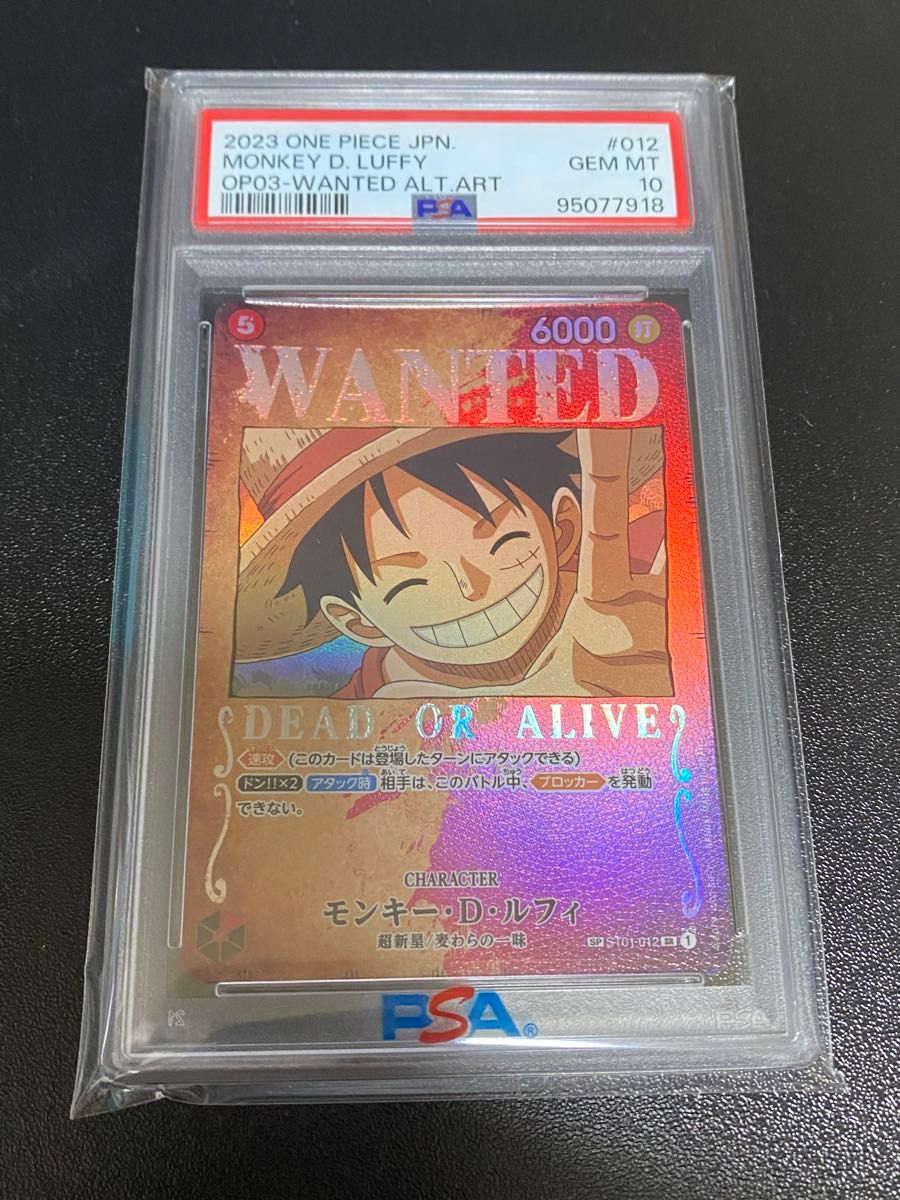 2023 ONE PIECE JPN. #012
MONKEY D. LUFFY GEM MT
OP03-WANTED ALT.ART 10
PSA 95077918
5 6000 打
WANTED
DEAD OR ALIVE
速攻 (このカードは登場したターンにアタックできる)
ドン!!×2 アタック時 相手は、このバトル中、 ブロッカー を発動
できない。
CHARACTER
モンキー・D・ルフィ
超新星/麦わらの一味
SP ST01-012 SR 1
PSA®